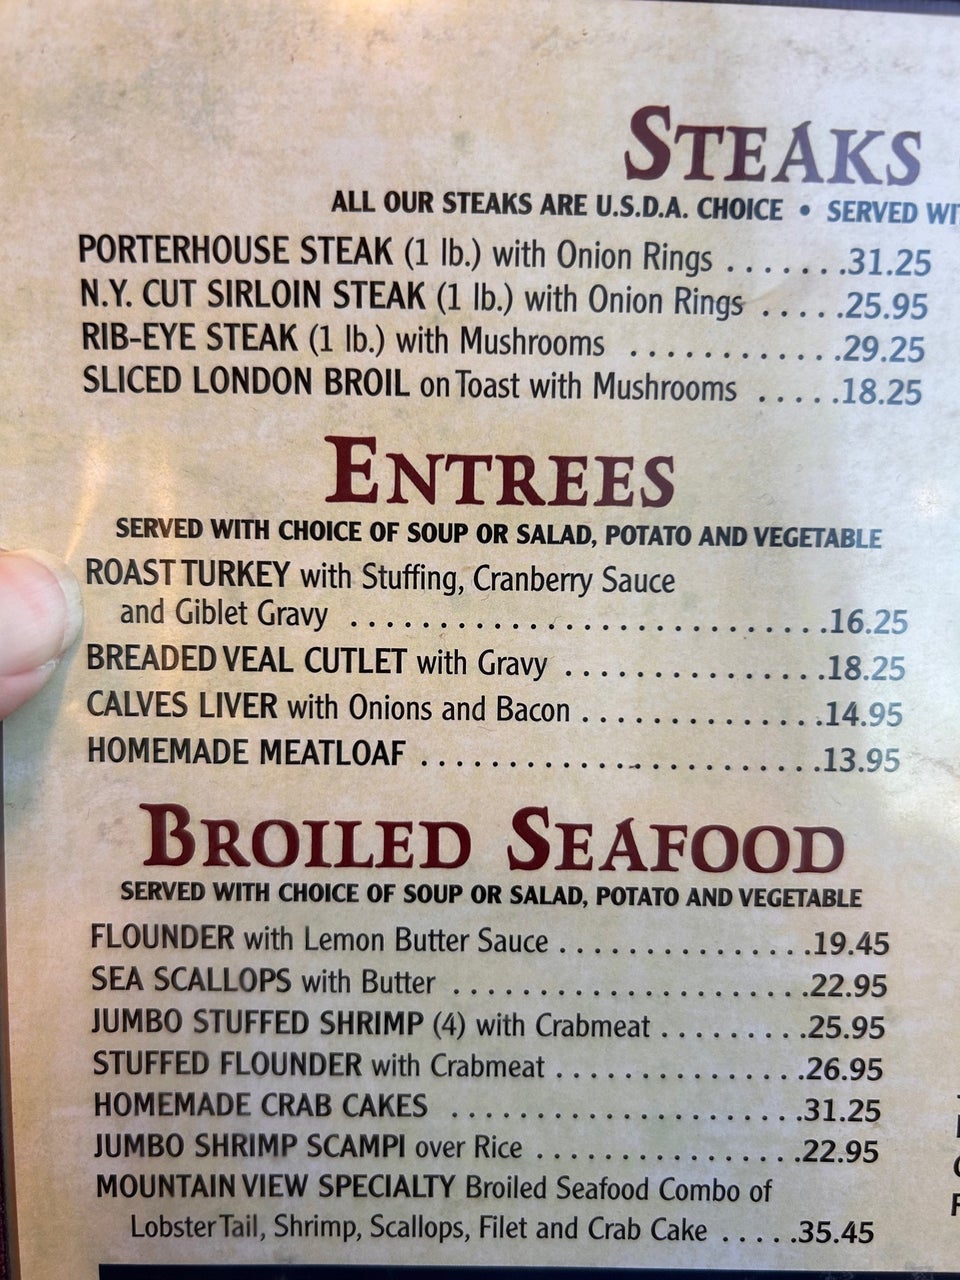 STEAKS
ALL OUR STEAKS ARE U.S.D.A. CHOICE • SERVED
PORTERHOUSE STEAK (1 lb.) with Onion Rings . . . . . . .31.25
N.Y. CUT SIRLOIN STEAK (1 lb.) with Onion Rings . . . . .25.95
RIB-EYE STEAK (1 lb.) with Mushrooms . . . . . . . . . . . .29.25
SLICED LONDON BROIL on Toast with Mushrooms . . . . .18.25
ENTREES
SERVED WITH CHOICE OF SOUP OR SALAD, POTATO AND VEGETABLE
ROAST TURKEY with Stuffing, Cranberry Sauce
and Giblet Gravy . . . . . . . . . . . . . . . . . . . . . . . . . . . .16.25
BREADED VEAL CUTLET with Gravy . . . . . . . . . . . . . . .18.25
CALVES LIVER with Onions and Bacon . . . . . . . . . . . . . .14.95
HOMEMADE MEATLOAF . . . . . . . . . . . . . . . . . . . . . . . .13.95
BROILED SEAFOOD
SERVED WITH CHOICE OF SOUP OR SALAD, POTATO AND VEGETABLE
FLOUNDER with Lemon Butter Sauce . . . . . . . . . . . . . . .19.45
SEA SCALLOPS with Butter . . . . . . . . . . . . . . . . . . . . .22.95
JUMBO STUFFED SHRIMP (4) with Crabmeat . . . . . . . . .25.95
STUFFED FLOUNDER with Crabmeat . . . . . . . . . . . . . . .26.95
HOMEMADE CRAB CAKES . . . . . . . . . . . . . . . . . . . . .31.25
JUMBO SHRIMP SCAMPI over Rice . . . . . . . . . . . . . . . .22.95
MOUNTAIN VIEW SPECIALTY Broiled Seafood Combo of
Lobster Tail, Shrimp, Scallops, Filet and Crab Cake . . . . .35.45